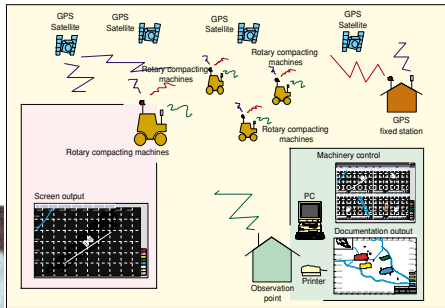 GPS
Satellite
GPS
Satellite
GPS
Satellite
GPS
Satellite
Rotary compacting machines
Rotary compacting
machines
GPS
fixed station
Rotary compacting
machines
Rotary compacting machines
Machinery control
Screen output
PC
Documentation output
Observation
point
Printer